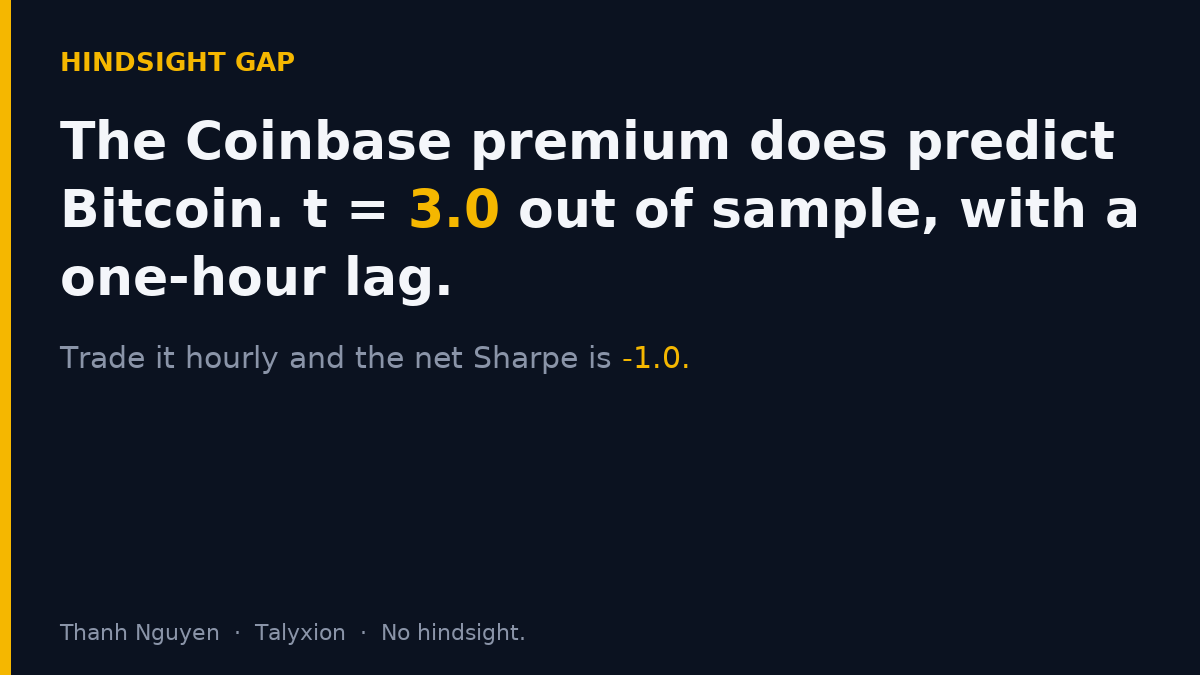 HINDSIGHT GAP
The Coinbase premium does predict
Bitcoin. t = 3.0 out of sample, with a
one-hour lag.
Trade it hourly and the net Sharpe is -1.0.
Thanh Nguyen · Talyxion · No hindsight.